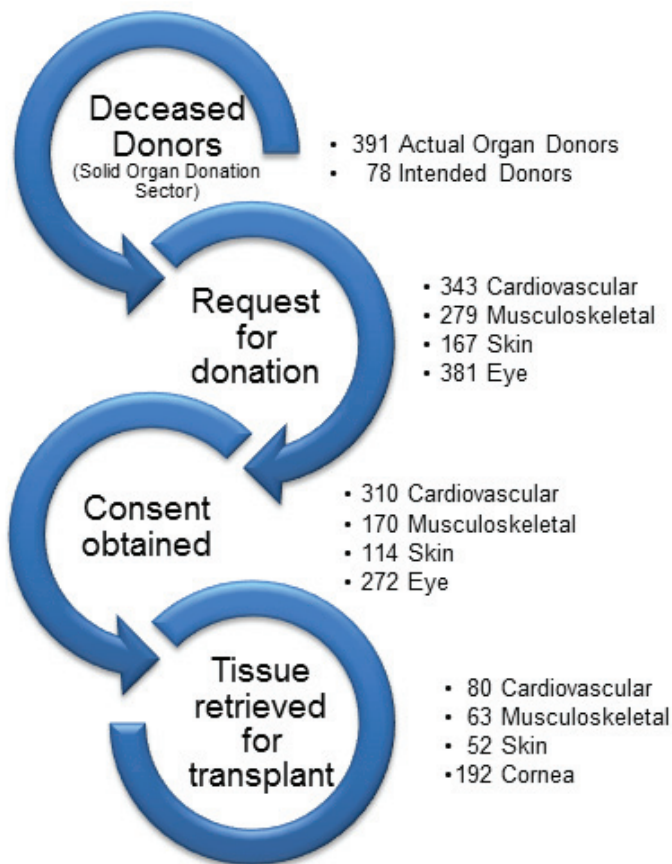 Deceased
Donors
(Solid Organ Donation
Sector)
• 391 Actual Organ Donors
• 78 Intended Donors
Request
for
donation
• 343 Cardiovascular
• 279 Musculoskeletal
• 167 Skin
• 381 Eye
Consent
obtained
• 310 Cardiovascular
• 170 Musculoskeletal
• 114 Skin
• 272 Eye
Tissue
retrieved
for
transplant
• 80 Cardiovascular
• 63 Musculoskeletal
• 52 Skin
•192 Cornea